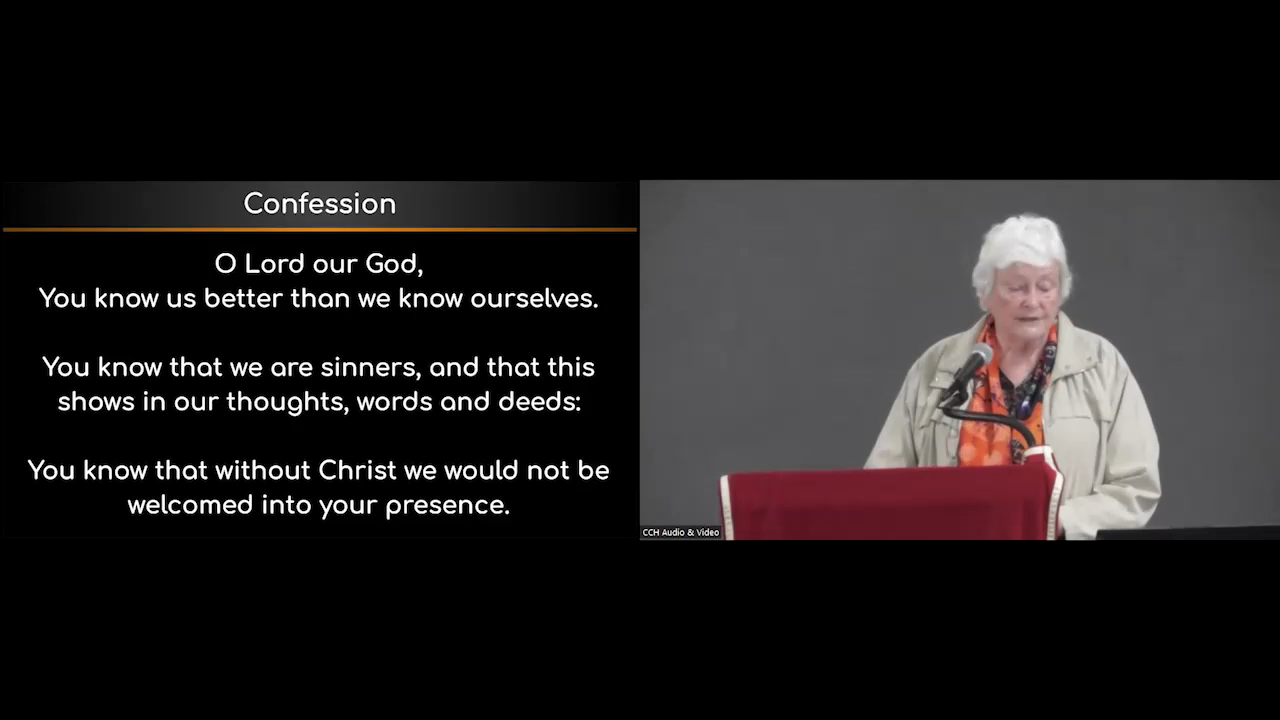 Confession
O Lord our God,
You know us better than we know ourselves.
You know that we are sinners, and that this
shows in our thoughts, words and deeds:
You know that without Christ we would not be
welcomed into your presence.
CCH Audio & Video